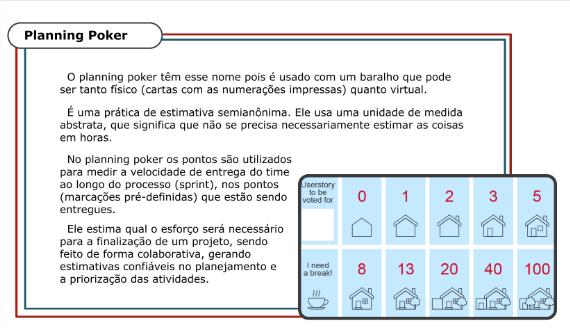 Planning Poker
O planning poker têm esse nome pois é usado com um baralho que pode
ser tanto físico (cartas com as numerações impressas) quanto virtual.
É uma prática de estimativa semianônima. Ele usa uma unidade de medida
abstrata, que significa que não se precisa necessariamente estimar as coisas
em horas.
No planning poker os pontos são utilizados
para medir a velocidade de entrega do time
ao longo do processo (sprint), nos pontos
(marcações pré-definidas) que estão sendo
entregues.
Ele estima qual o esforço será necessário
para a finalização de um projeto, sendo
feito de forma colaborativa, gerando
estimativas confiáveis no planejamento e
a priorização das atividades.
Userstory
to be
voted for
0 1 2 3 5
I need
a break!
8 13 20 40 100